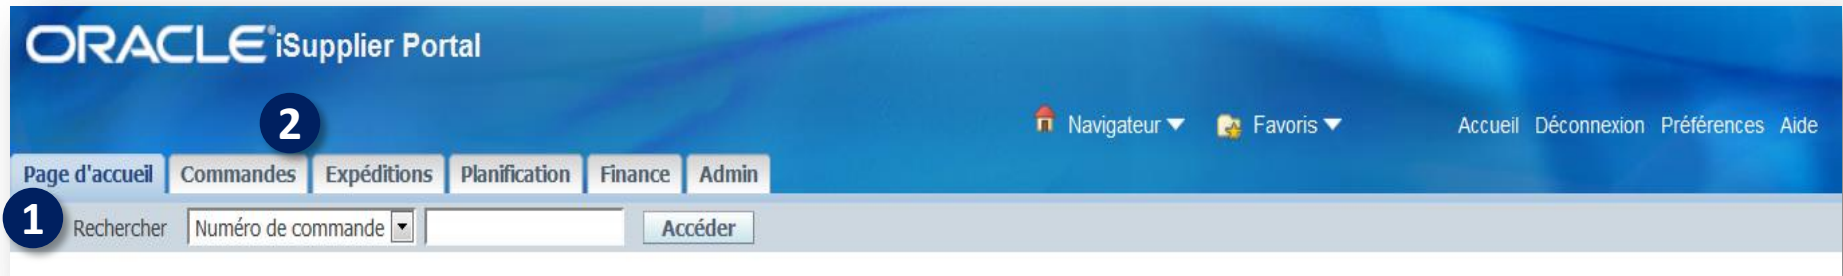 ORACLE® iSupplier Portal
2
Navigateur Favoris Accueil Déconnexion Préférences Aide
Page d'accueil Commandes Expéditions Planification Finance Admin
1 Rechercher Numéro de commande Accéder